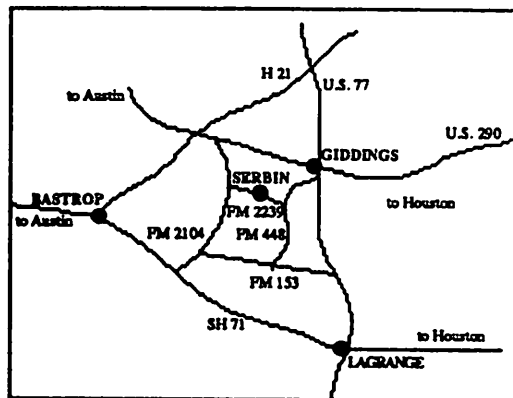 H 21
U.S. 77
to Austin
U.S. 290
GIDDINGS
SERBIN
BASTROP
to Austin
FM 2239
to Houston
FM 2104
FM 448
FM 153
SH 71
to Houston
LAGRANGE